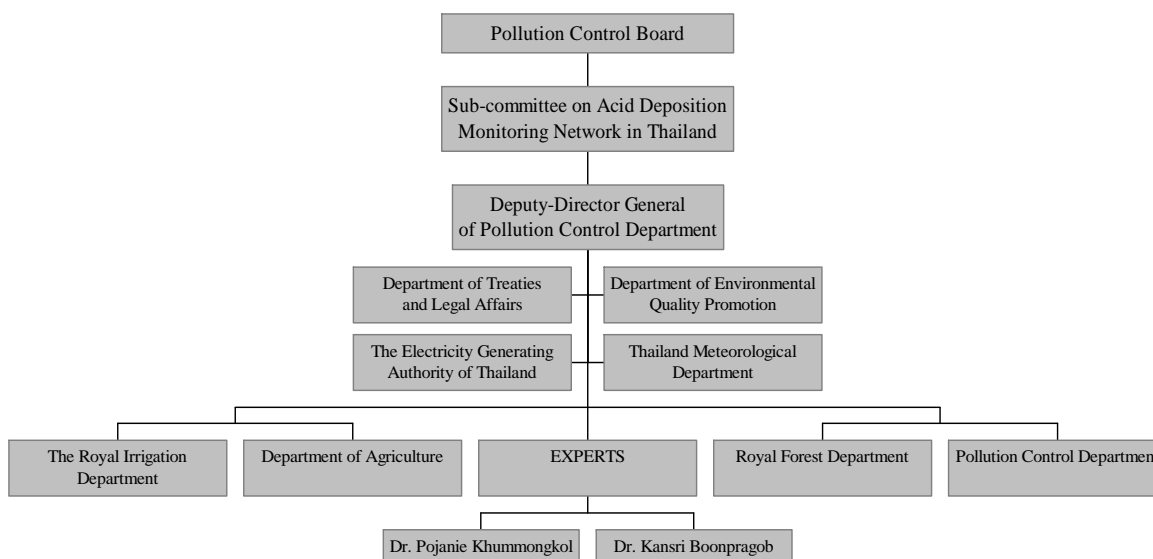 Pollution Control Board
Sub-committee on Acid Deposition
Monitoring Network in Thailand
Deputy-Director General
of Pollution Control Department
Department of Treaties
and Legal Affairs
Department of Environmental
Quality Promotion
The Electricity Generating
Authority of Thailand
Thailand Meteorological
Department
The Royal Irrigation
Department
Department of Agriculture
EXPERTS
Royal Forest Department
Pollution Control Department
Dr. Pojanie Khummongkol
Dr. Kansri Boonpragob